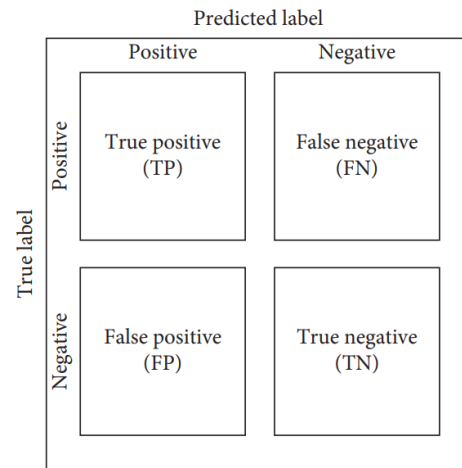 Predicted label
Positive
Negative
True label
Positive
True positive
(TP)
False negative
(FN)
Negative
False positive
(FP)
True negative
(TN)